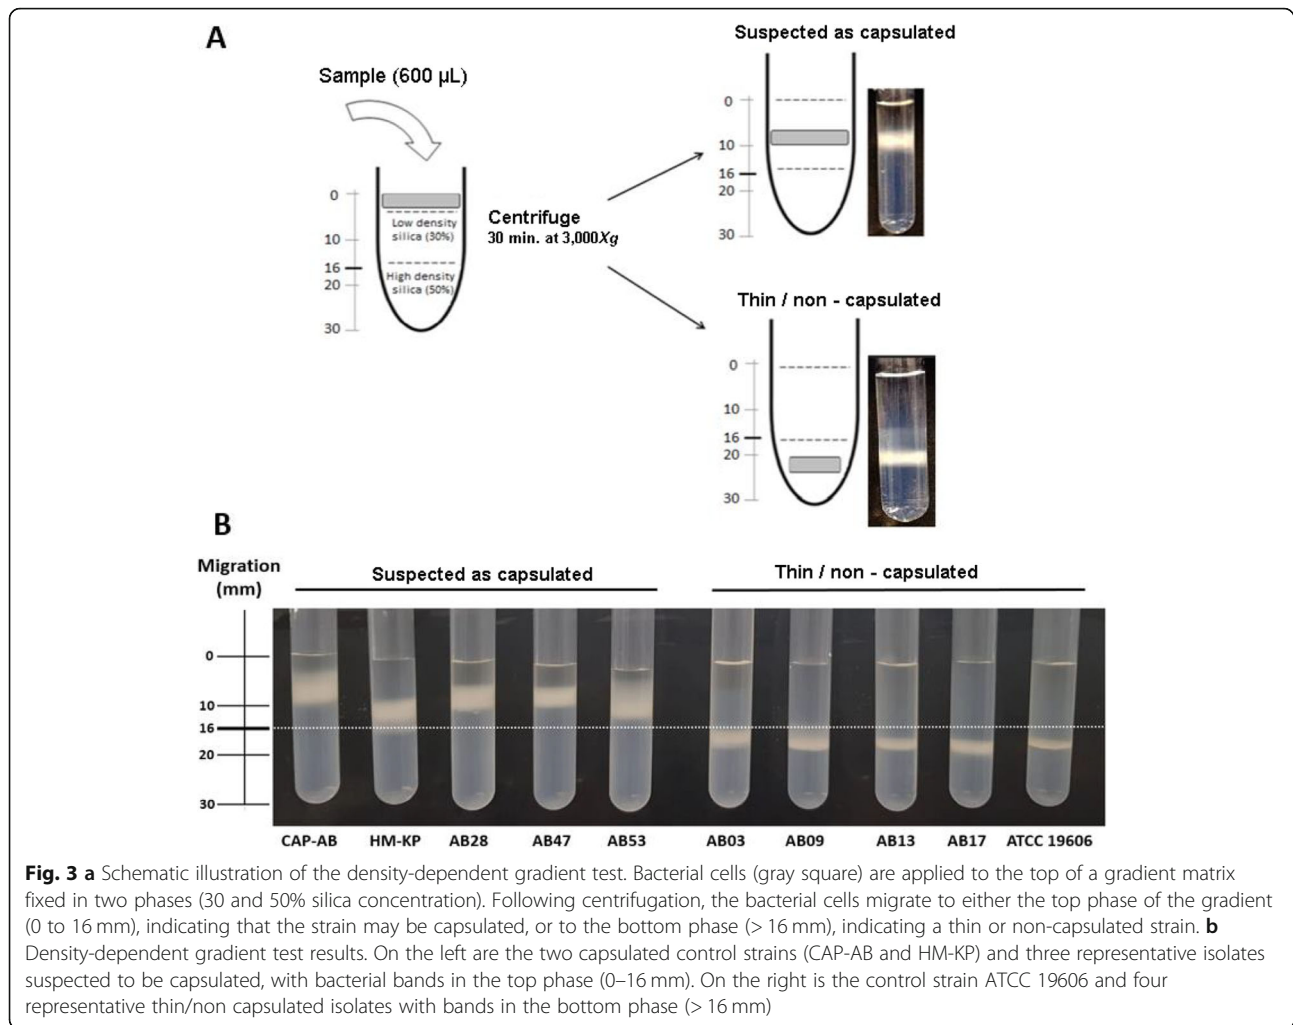 A
Sample (600 µL)
0
10
16
20
30
Low density
silica (30%)
High density
silica (50%)
Centrifuge
30 min. at 3,000Xg
Suspected as capsulated
0
10
16
20
30
Thin / non - capsulated
0
10
16
20
30
B
Migration
(mm)
Suspected as capsulated
Thin / non - capsulated
0
10
16
20
30
CAP-AB HM-KP AB28 AB47 AB53 AB03 AB09 AB13 AB17 ATCC 19606
Fig. 3 a Schematic illustration of the density-dependent gradient test. Bacterial cells (gray square) are applied to the top of a gradient matrix
fixed in two phases (30 and 50% silica concentration). Following centrifugation, the bacterial cells migrate to either the top phase of the gradient
(0 to 16 mm), indicating that the strain may be capsulated, or to the bottom phase (> 16 mm), indicating a thin or non-capsulated strain. b
Density-dependent gradient test results. On the left are the two capsulated control strains (CAP-AB and HM-KP) and three representative isolates
suspected to be capsulated, with bacterial bands in the top phase (0–16 mm). On the right is the control strain ATCC 19606 and four
representative thin/non capsulated isolates with bands in the bottom phase (> 16 mm)